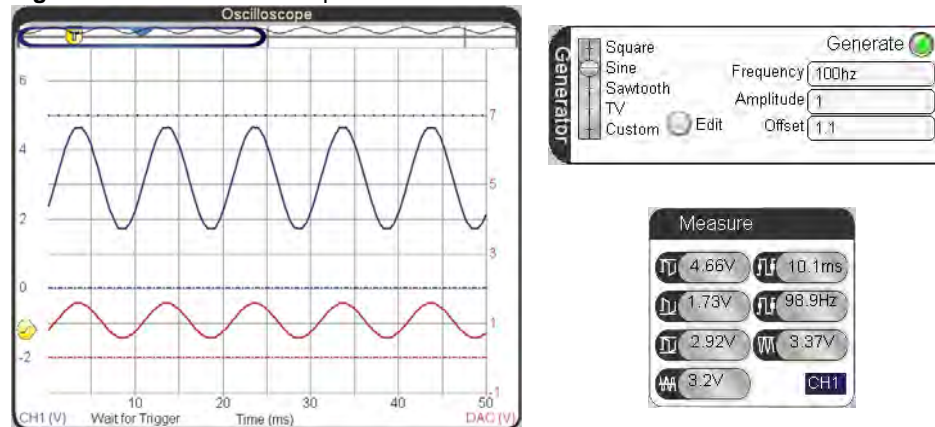 Oscilloscope
6
4
2
0
-2
7
5
3
1
-1
10
20
30
40
50
CH1 (V)
Wait for Trigger
Time (ms)
DAC (V)
Generator
Square
Sine
Sawtooth
TV
Custom
Edit
Generate
Frequency 100hz
Amplitude 1
Offset 1.1
Measure
4.66V 10.1ms
1.73V 98.9Hz
2.92V 3.37V
3.2V CH1